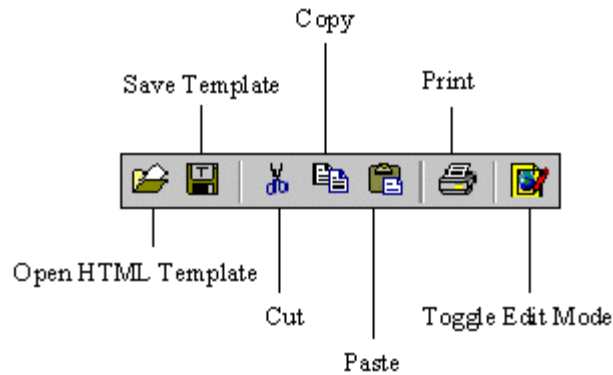 Copy
Save Template
Print
T
Open HTML Template
Cut
Toggle Edit Mode
Paste